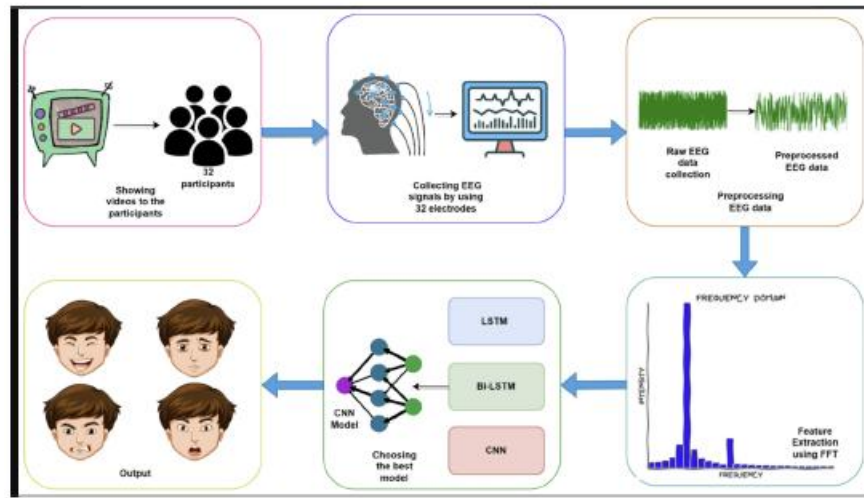 32
participants
Showing
videos to the
participants
Collecting EEG
signals by using
32 electrodes
Raw EEG
data
collection
Preprocessed
EEG data
Preprocessing
EEG data
FREQUENCY DOMAIN
INTENSITY
FREQUENCY
Feature
Extraction
using FFT
LSTM
BI-LSTM
CNN
CNN
Model
Choosing
the best
model
Output